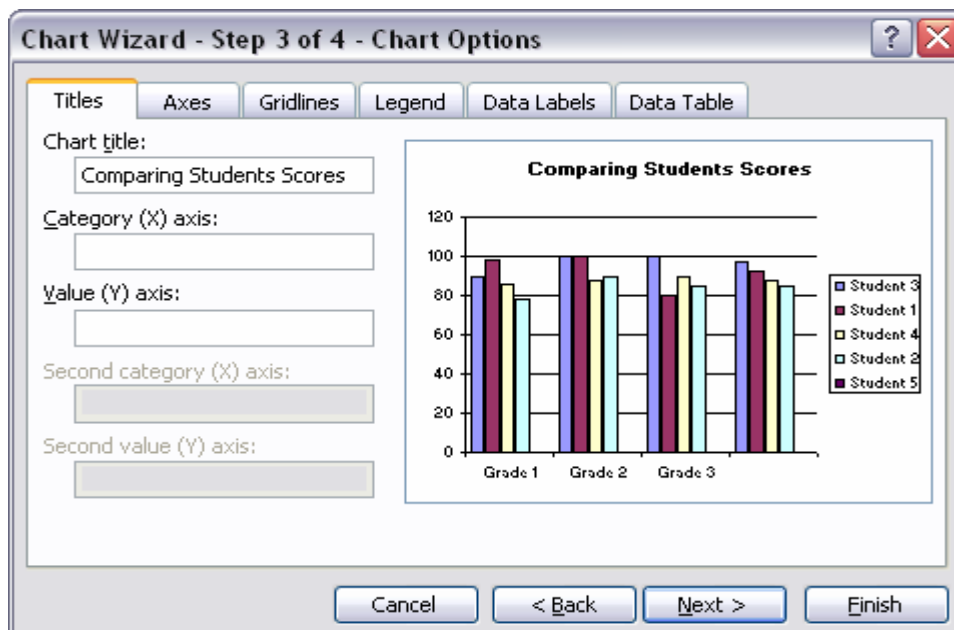 Chart Wizard - Step 3 of 4 - Chart Options
?
Titles Axes Gridlines Legend Data Labels Data Table
Chart title:
Comparing Students Scores
Category (X) axis:
Value (Y) axis:
Second category (X) axis:
Second value (Y) axis:
Comparing Students Scores
120
100
80
60
40
20
0
Grade 1 Grade 2 Grade 3
Student 3
Student 1
Student 4
Student 2
Student 5
Cancel < Back Next > Finish